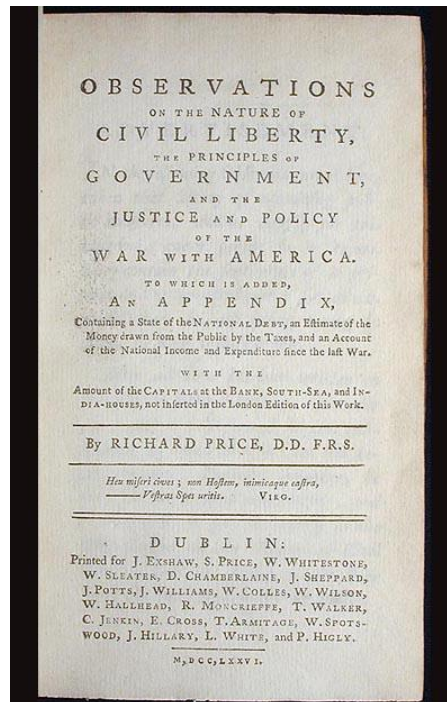 OBSERVATIONS
ON THE NATURE OF
CIVIL LIBERTY,
THE PRINCIPLES OF
GOVERNMENT,
AND THE
JUSTICE AND POLICY
OF THE
WAR WITH AMERICA.
TO WHICH IS ADDED,
AN APPENDIX,
Containing a State of the NATIONAL DEBT, an Eſtimate of the
Money drawn from the Public by the Taxes, and an Account
of the National Income and Expenditure ſince the laſt War.
WITH THE
Amount of the CAPITALS at the BANK, SOUTH-SEA, and IN-
DIA-HOUSES, not inſerted in the London Edition of this Work.
By RICHARD PRICE, D.D. F.R.S.
Heu miſeri cives; non Hoſtem, inimicaque caſtra,
——— Veſtras Spes uritis. VIRG.
DUBLIN:
Printed for J. EXSHAW, S. PRICE, W. WHITESTONE,
W. SLEATER, D. CHAMBERLAINE, J. SHEPPARD,
J. POTTS, J. WILLIAMS, W. COLLES, W. WILSON,
W. HALLHEAD, R. MONCRIEFFE, T. WALKER,
C. JENKIN, E. CROSS, T. ARMITAGE, W. SPOTS-
WOOD, J. HILLARY, L. WHITE, and P. HIGLY.
M,DCC,LXXVI.